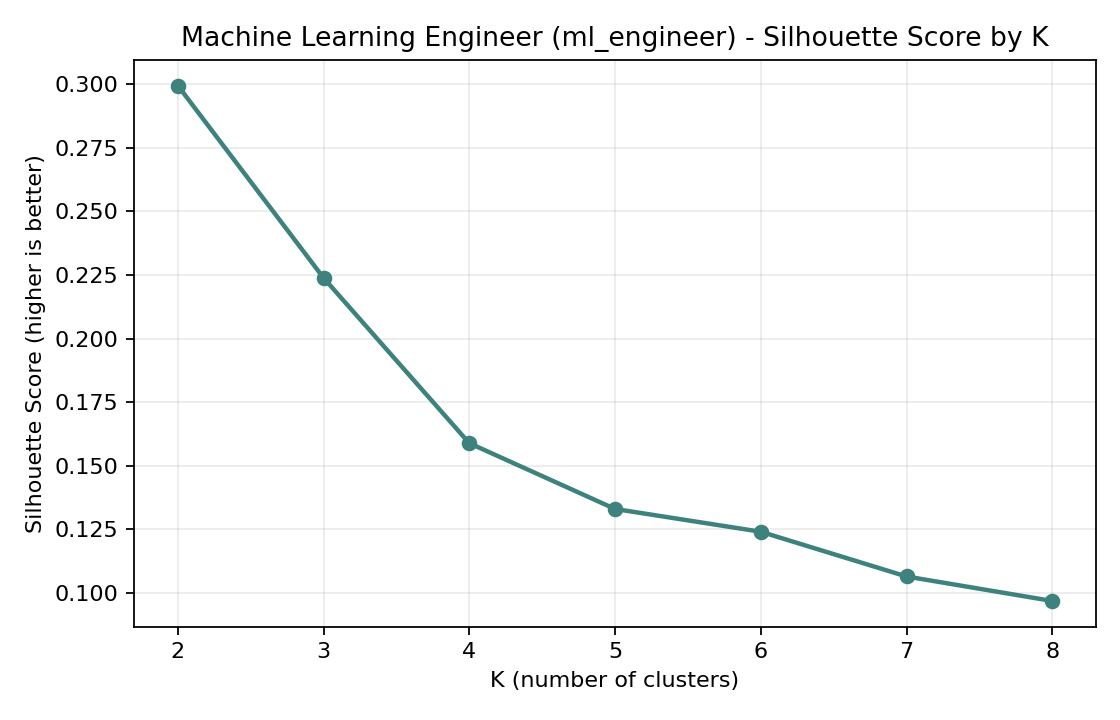 Machine Learning Engineer (ml_engineer) - Silhouette Score by K
Silhouette Score (higher is better)
0.300
0.275
0.250
0.225
0.200
0.175
0.150
0.125
0.100
2 3 4 5 6 7 8
K (number of clusters)